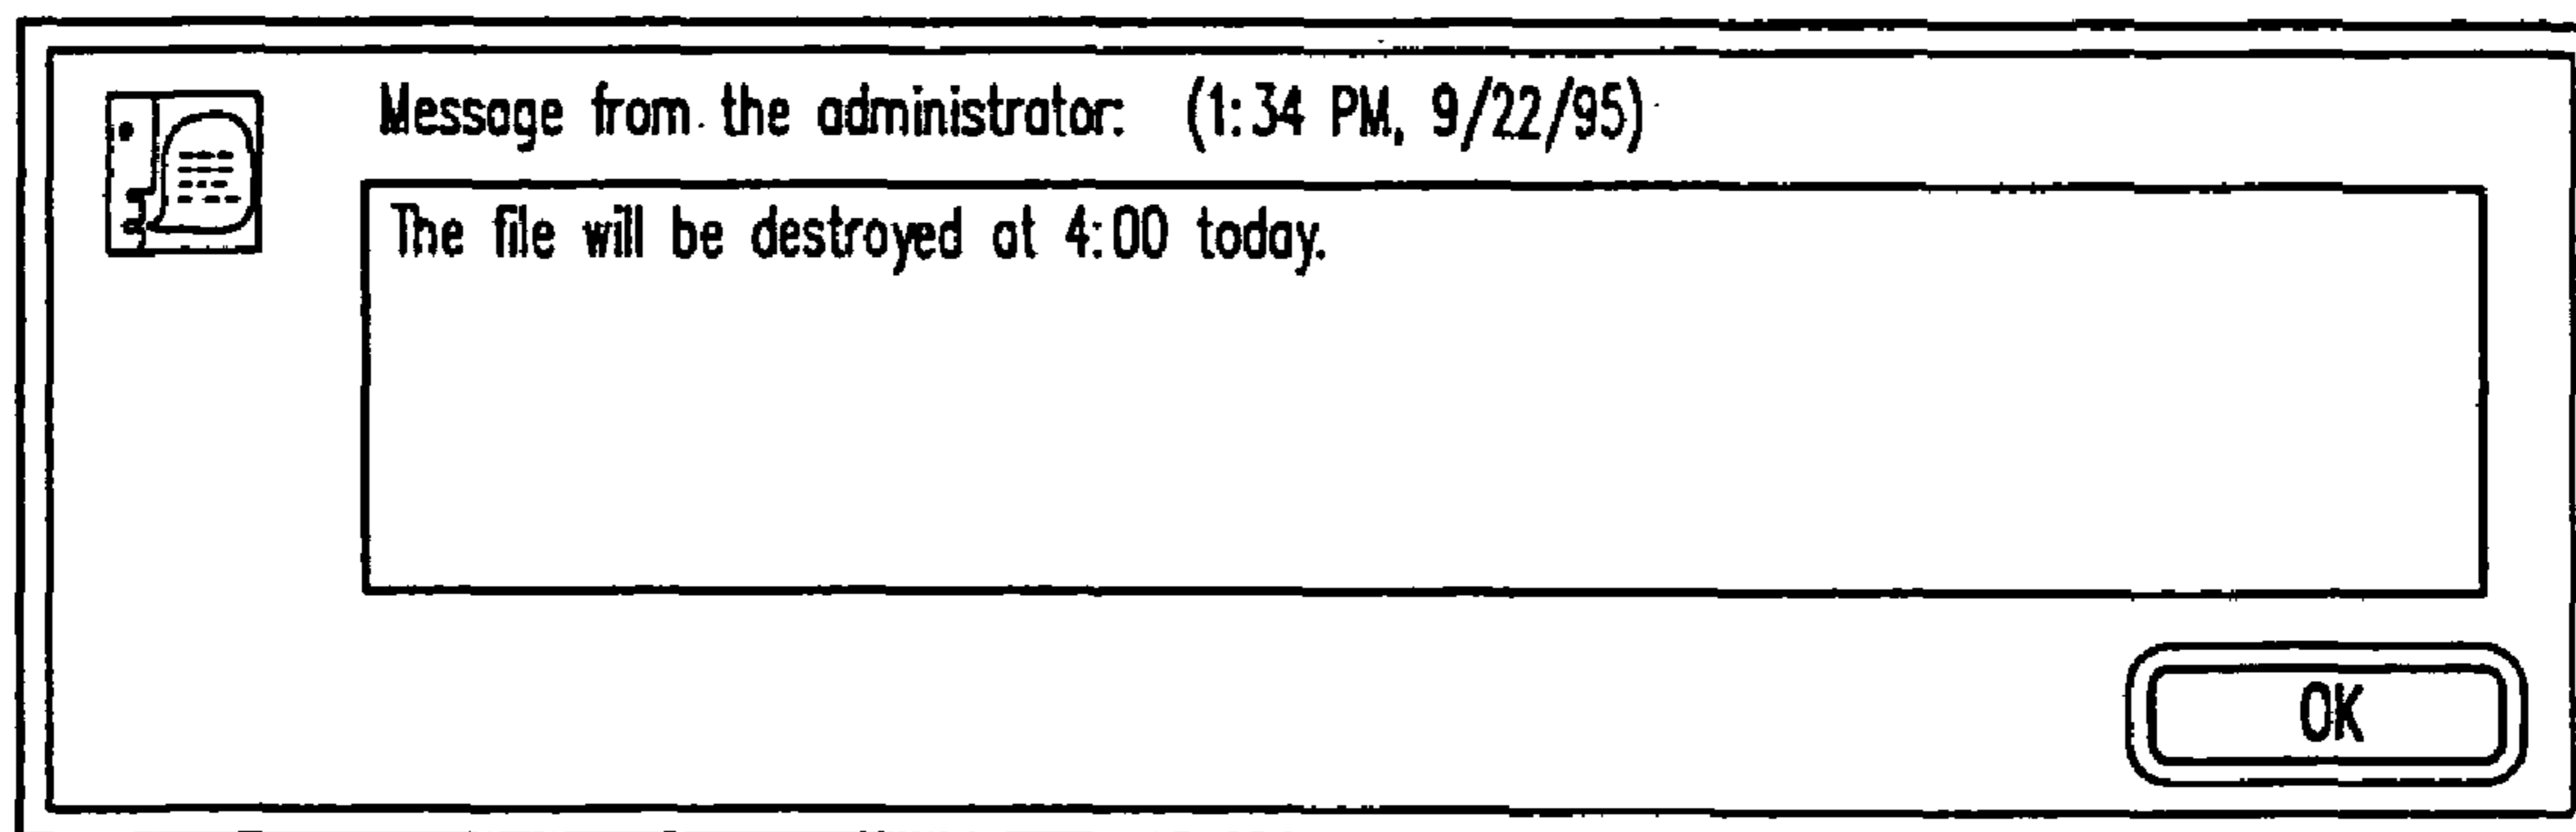 Message from the administrator: (1:34 PM, 9/22/95)
The file will be destroyed at 4:00 today.
OK